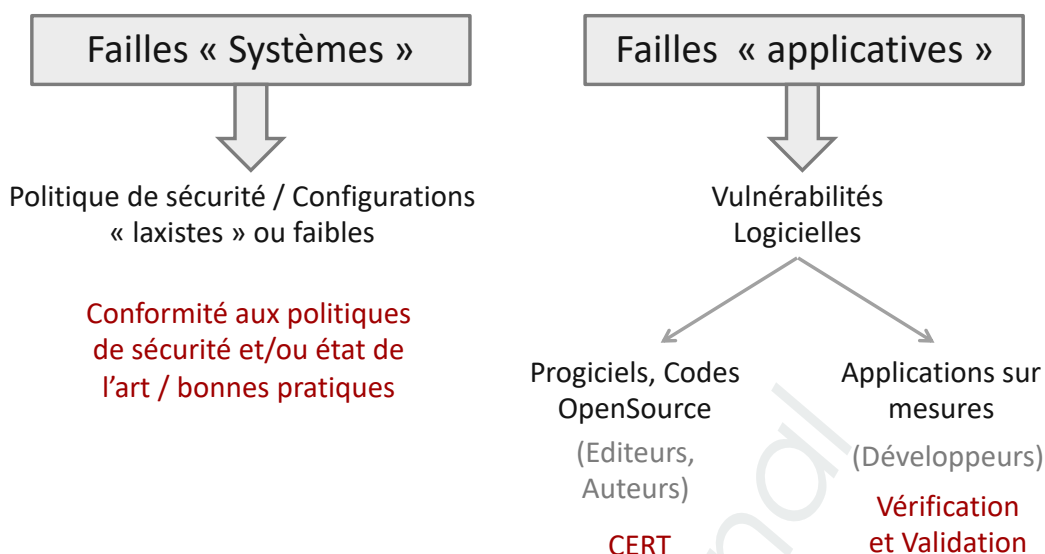 Failles « Systèmes »
Politique de sécurité / Configurations
« laxistes » ou faibles
Conformité aux politiques
de sécurité et/ou état de
l’art / bonnes pratiques
Failles « applicatives »
Vulnérabilités
Logicielles
Progiciels, Codes
OpenSource
(Editeurs,
Auteurs)
CERT
Applications sur
mesures
(Développeurs)
Vérification
et Validation